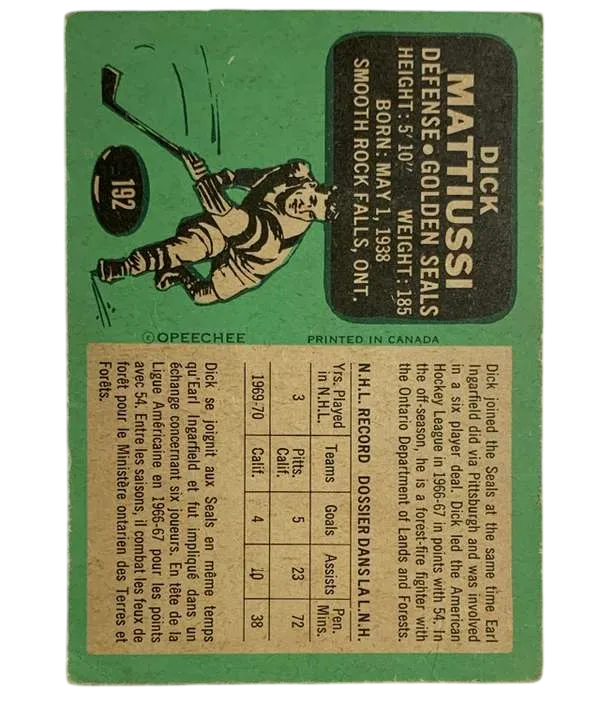 DICK
MATTIUSSI
DEFENSE • GOLDEN SEALS
HEIGHT: 5' 10" WEIGHT: 185
BORN: MAY 1, 1938
SMOOTH ROCK FALLS, ONT.
192
© OPEECHEE
PRINTED IN CANADA
Dick joined the Seals at the same time Earl
Ingarfield did via Pittsburgh and was involved
in a six player deal. Dick led the American
Hockey League in 1966-67 in points with 54. In
the off-season, he is a forest-fire fighter with
the Ontario Department of Lands and Forests.
N.H.L. RECORD DOSSIER DANS LA L.N.H.
Yrs. Played in N.H.L. Teams Goals Assists Pen. Mins.
3 Pitts. Calif. 5 23 72
1969-70 Calif. 4 10 38
Dick se joignit aux Seals en même temps
qu'Earl Ingarfield et fut impliqué dans un
échange concernant six joueurs. En tête de la
Ligue Américaine en 1966-67 pour les points
avec 54. Entre les saisons, il combat les feux de
forêt pour le Ministère ontarien des Terres et
Forêts.